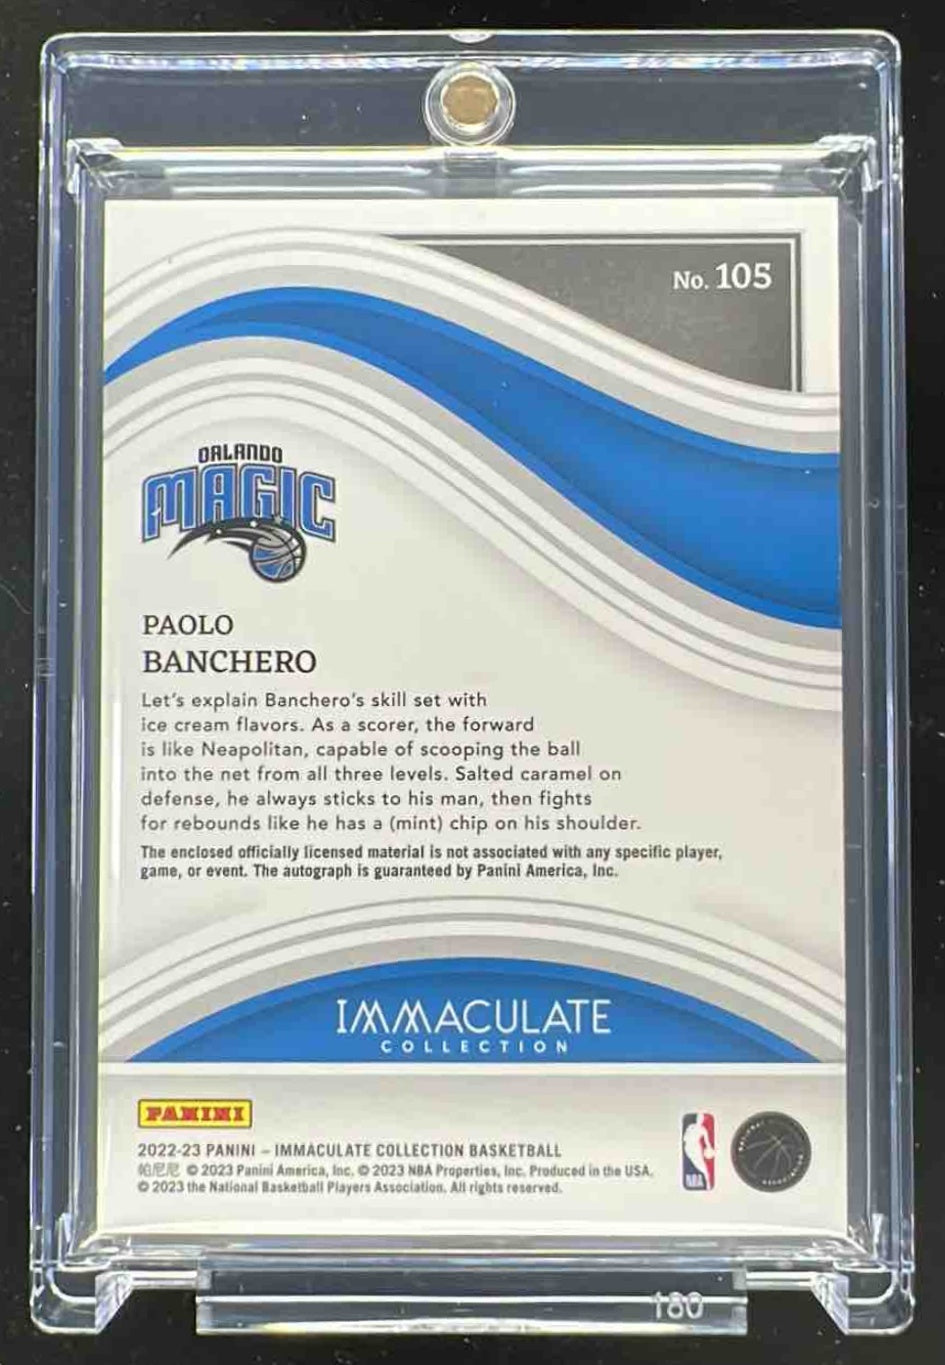 No. 105
ORLANDO
MAGIC
PAOLO
BANCHERO
Let's explain Banchero's skill set with
ice cream flavors. As a scorer, the forward
is like Neapolitan, capable of scooping the ball
into the net from all three levels. Salted caramel on
defense, he always sticks to his man, then fights
for rebounds like he has a (mint) chip on his shoulder.
The enclosed officially licensed material is not associated with any specific player,
game, or event. The autograph is guaranteed by Panini America, Inc.
IMMACULATE
COLLECTION
PANINI
2022-23 PANINI – IMMACULATE COLLECTION BASKETBALL
帕尼尼 © 2023 Panini America, Inc. © 2023 NBA Properties, Inc. Produced in the USA.
© 2023 the National Basketball Players Association. All rights reserved.
NBA
180